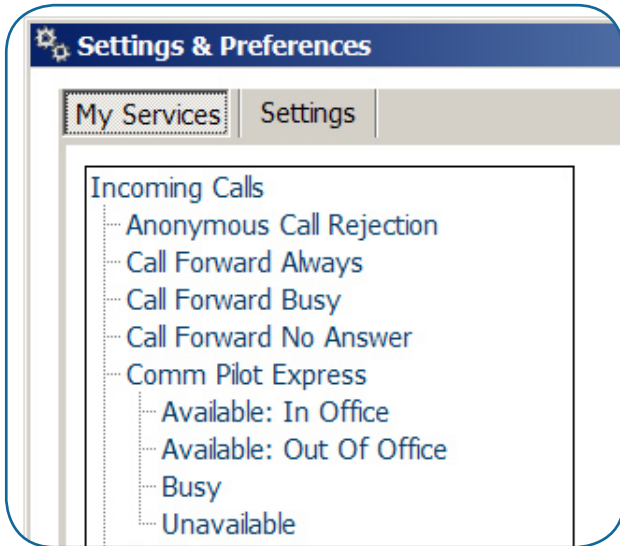 Settings & Preferences
My Services Settings
Incoming Calls
Anonymous Call Rejection
Call Forward Always
Call Forward Busy
Call Forward No Answer
Comm Pilot Express
Available: In Office
Available: Out Of Office
Busy
Unavailable